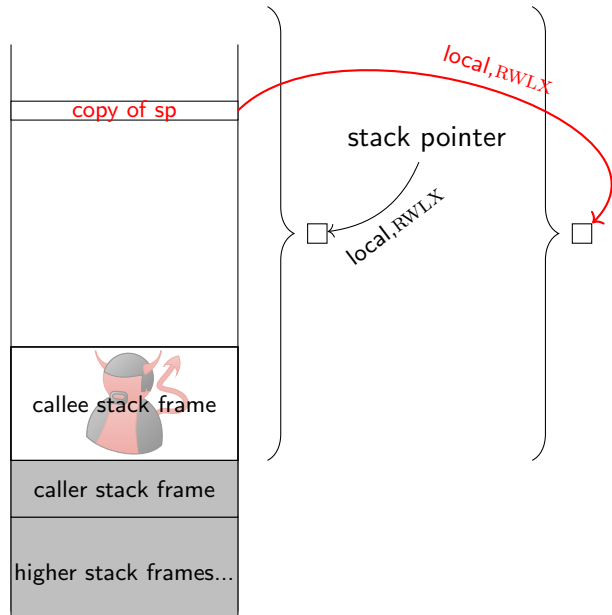 local,RWLX
copy of sp
stack pointer
local,RWLX
callee stack frame
caller stack frame
higher stack frames...